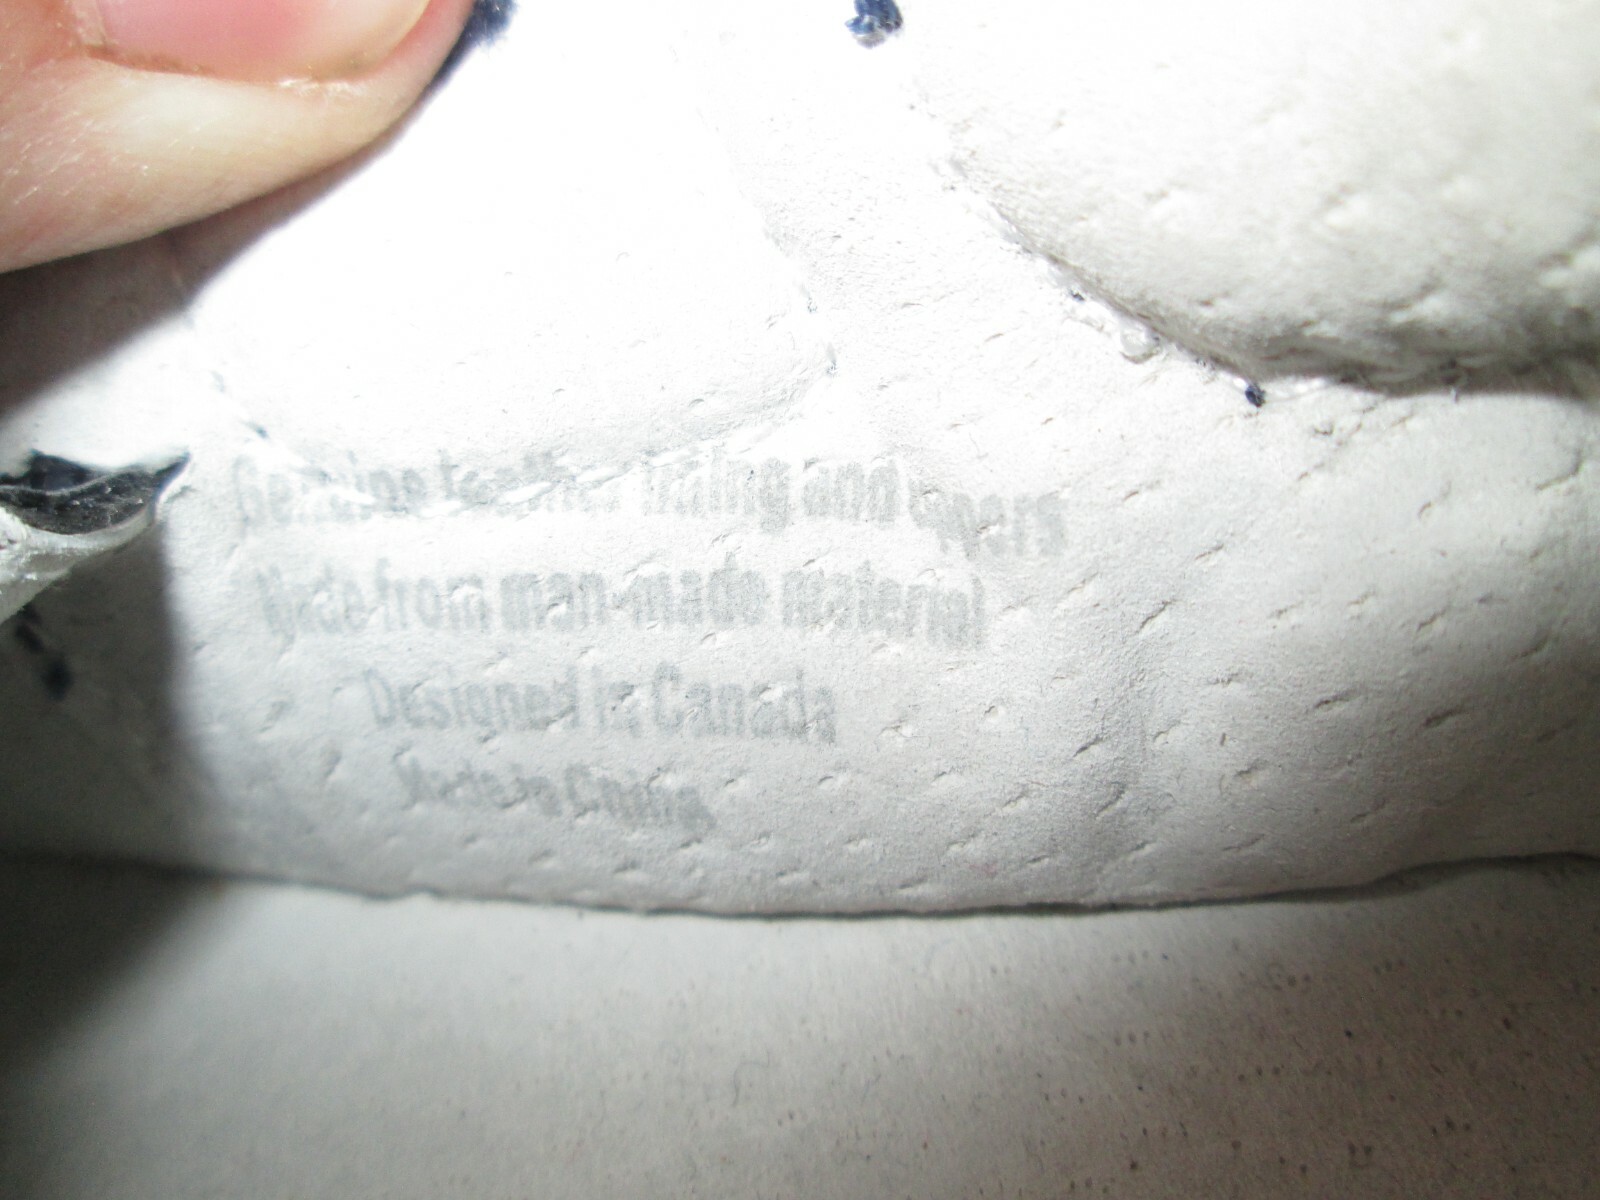 Genuine leather lining and uppers
Made from man-made material
Designed in Canada
Made in China